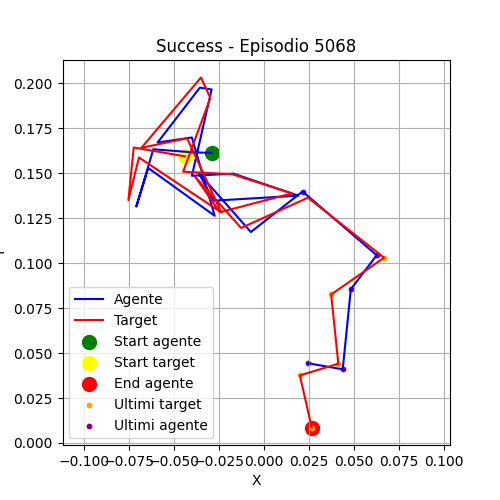 Success - Episodio 5068
0.200
0.175
0.150
0.125
0.100
0.075
0.050
0.025
0.000
Agente
Target
Start agente
Start target
End agente
Ultimi target
Ultimi agente
−0.100 −0.075 −0.050 −0.025 0.000 0.025 0.050 0.075 0.100
X